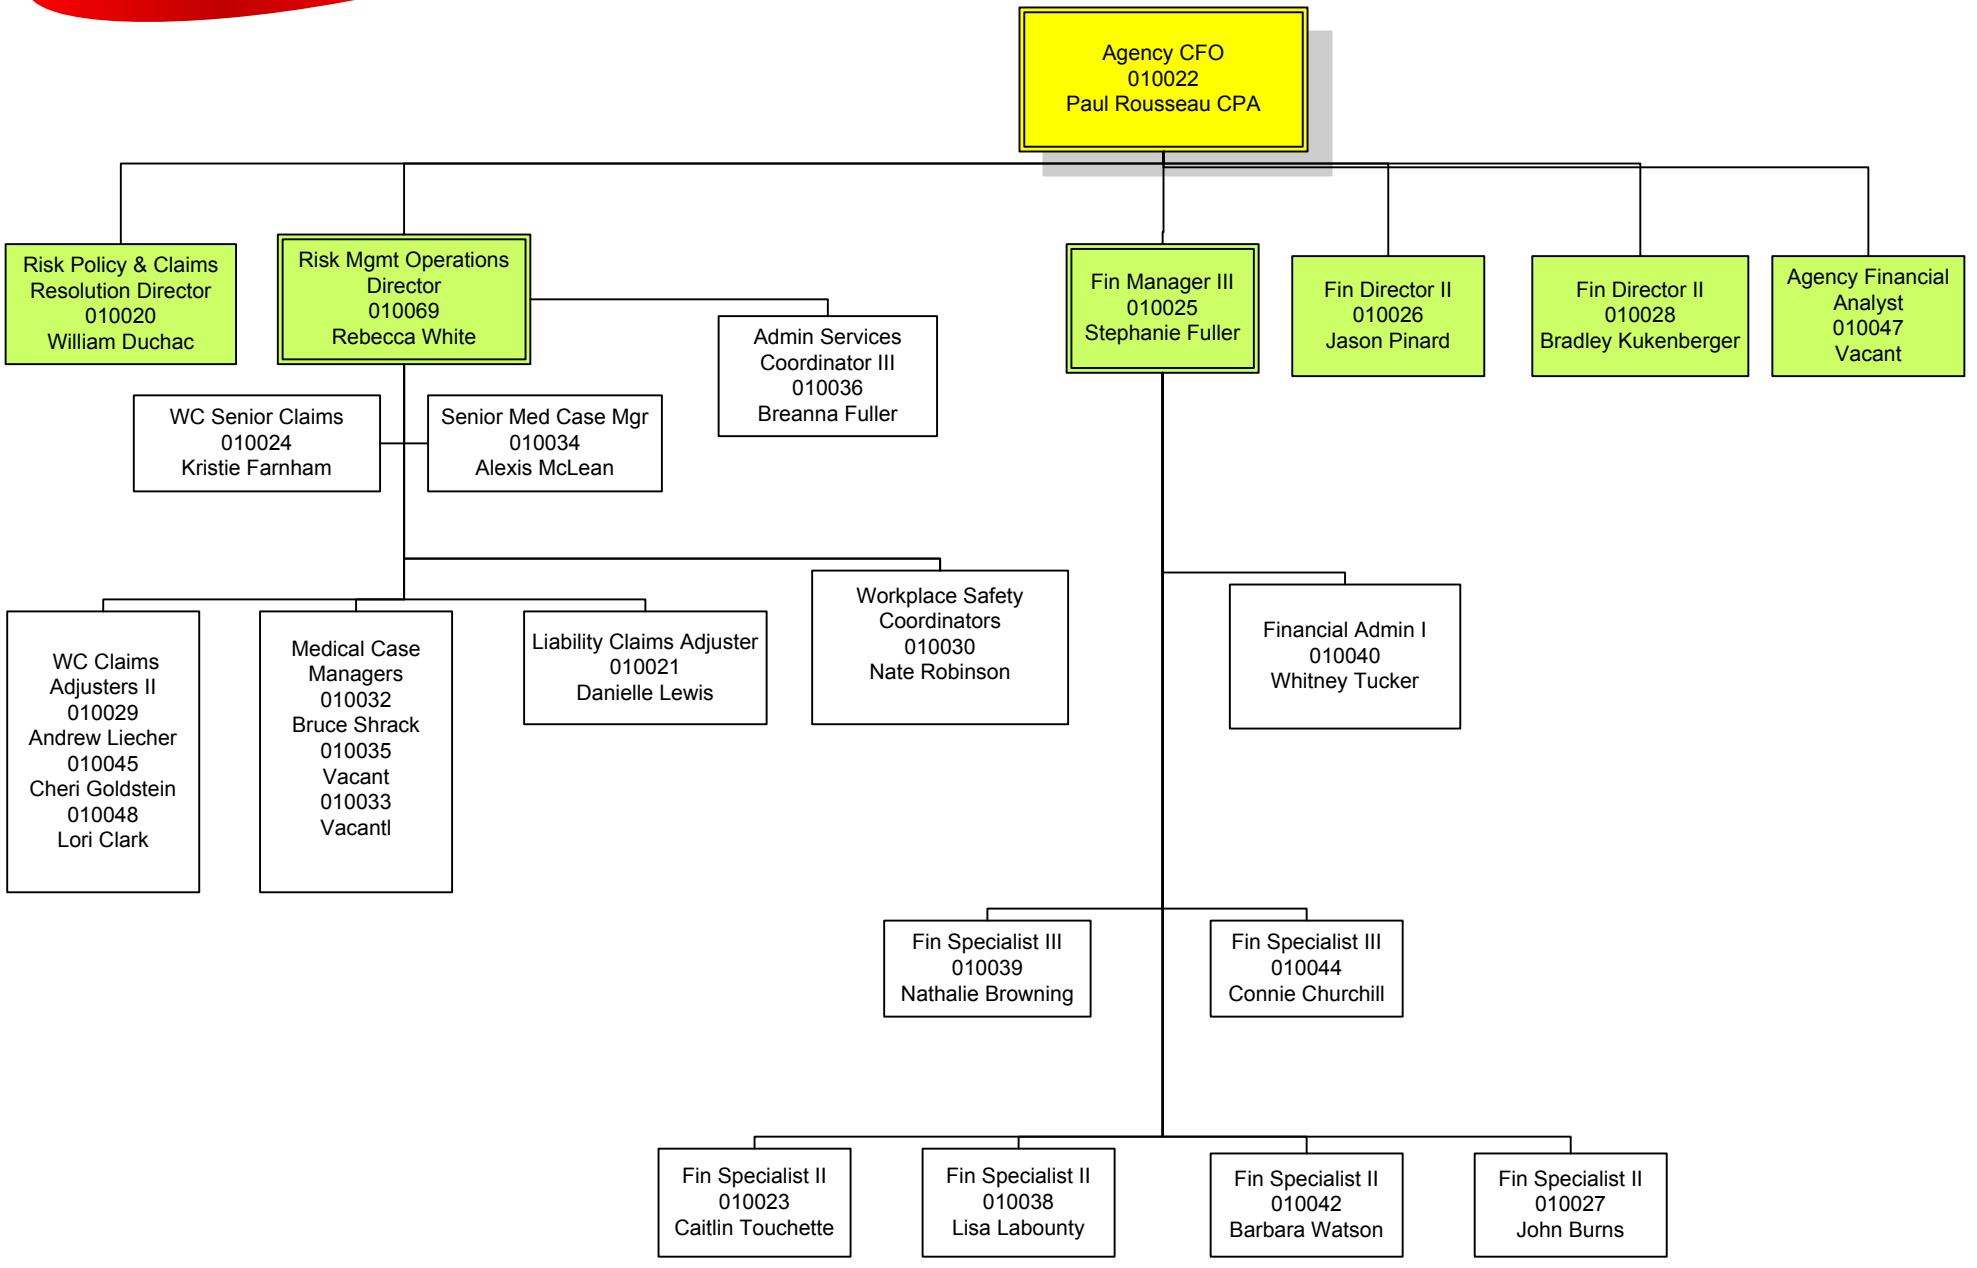 Agency CFO
010022
Paul Rousseau CPA
Risk Policy & Claims
Resolution Director
010020
William Duchac
Risk Mgmt Operations
Director
010069
Rebecca White
Fin Manager III
010025
Stephanie Fuller
Fin Director II
010026
Jason Pinard
Fin Director II
010028
Bradley Kukenberger
Agency Financial
Analyst
010047
Vacant
Admin Services
Coordinator III
010036
Breanna Fuller
WC Senior Claims
010024
Kristie Farnham
Senior Med Case Mgr
010034
Alexis McLean
WC Claims
Adjusters II
010029
Andrew Liecher
010045
Cheri Goldstein
010048
Lori Clark
Medical Case
Managers
010032
Bruce Shrack
010035
Vacant
010033
Vacantl
Liability Claims Adjuster
010021
Danielle Lewis
Workplace Safety
Coordinators
010030
Nate Robinson
Financial Admin I
010040
Whitney Tucker
Fin Specialist III
010039
Nathalie Browning
Fin Specialist III
010044
Connie Churchill
Fin Specialist II
010023
Caitlin Touchette
Fin Specialist II
010038
Lisa Labounty
Fin Specialist II
010042
Barbara Watson
Fin Specialist II
010027
John Burns